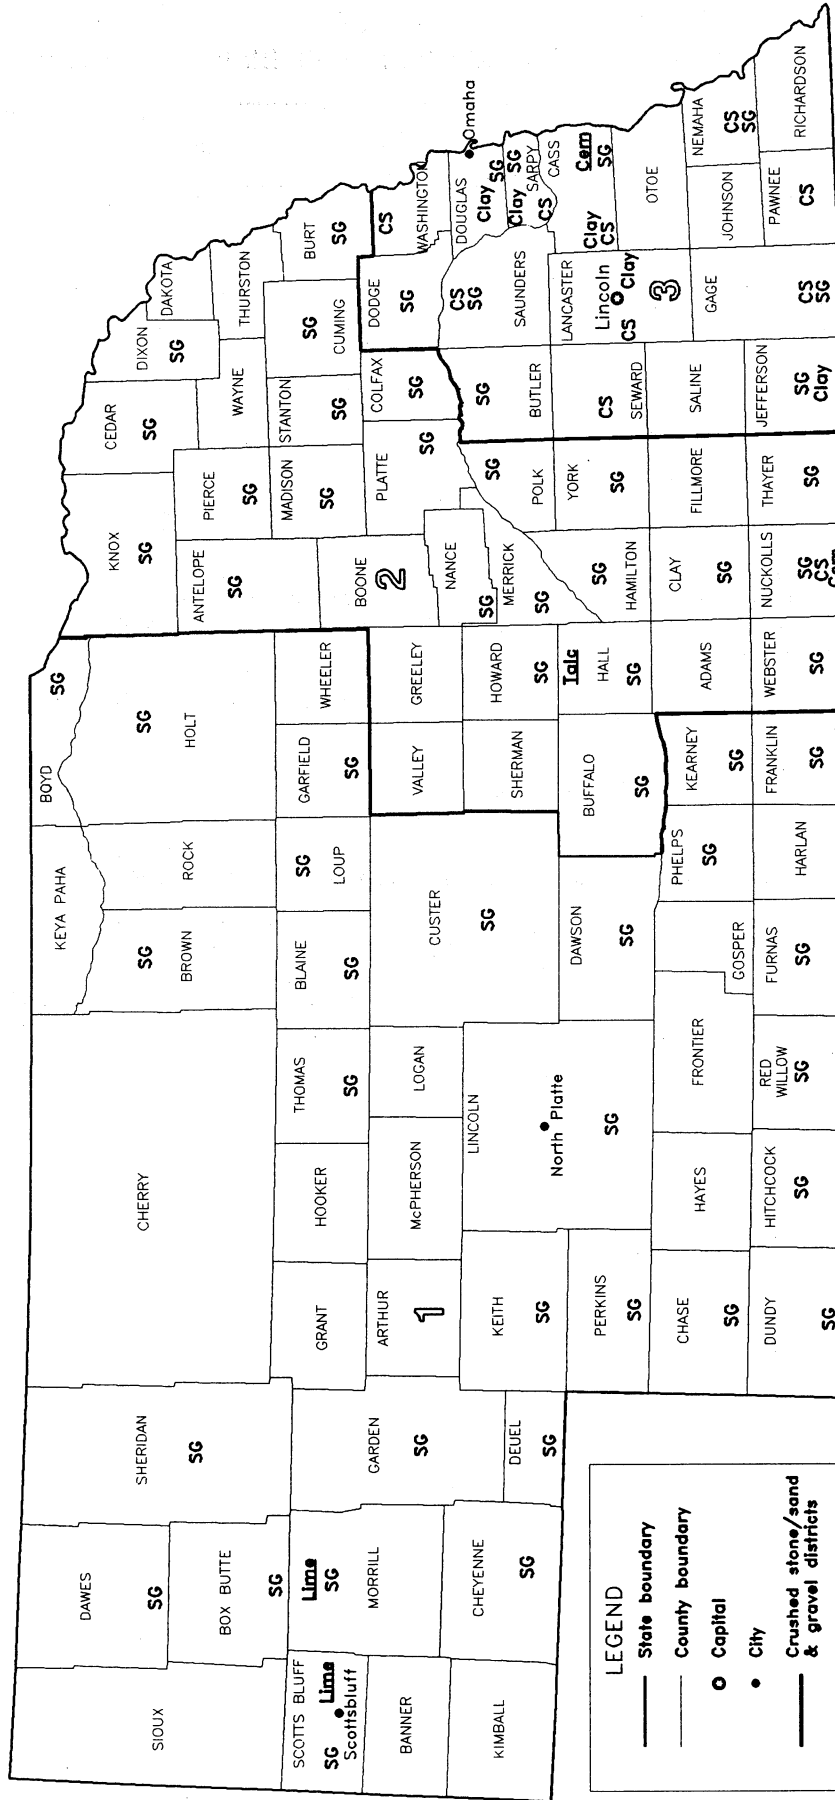 SIOUX
DAWES
SG
BOX BUTTE
SG
SHERIDAN
SG
CHERRY
KEYA PAHA
BOYD
SG
BROWN
SG
ROCK
HOLT
SG
KNOX
SG
CEDAR
SG
DIXON
SG
DAKOTA
ANTELOPE
SG
PIERCE
SG
WAYNE
THURSTON
SCOTTS BLUFF
SG Lime
Scottsbluff
Lime
SG
MORRILL
BANNER
KIMBALL
CHEYENNE
SG
GARDEN
SG
DEUEL
SG
GRANT
HOOKER
THOMAS
SG
BLAINE
SG
SG
LOUP
GARFIELD
SG
WHEELER
BOONE
2
MADISON
SG
STANTON
SG
SG
CUMING
BURT
SG
ARTHUR
1
McPHERSON
LOGAN
CUSTER
SG
VALLEY
GREELEY
NANCE
SG
PLATTE
SG
COLFAX
SG
DODGE
SG
CS
WASHINGTON
KEITH
SG
LINCOLN
North Platte
SG
SHERMAN
HOWARD
SG
MERRICK
SG
SG
POLK
SG
BUTLER
CS
SG
SAUNDERS
DOUGLAS
Clay SG
Omaha
Clay SG
SARPY
CS
PERKINS
SG
DAWSON
SG
BUFFALO
SG
Talc
HALL
SG
SG
HAMILTON
YORK
SG
CS
SEWARD
LANCASTER
Lincoln
CS Clay
3
CASS
Clay Cem
CS SG
OTOE
CHASE
SG
HAYES
FRONTIER
GOSPER
PHELPS
SG
KEARNEY
SG
ADAMS
CLAY
SG
FILLMORE
SALINE
GAGE
CS
SG
JOHNSON
NEMAHA
CS
SG
DUNDY
SG
HITCHCOCK
SG
RED
WILLOW
SG
FURNAS
SG
HARLAN
FRANKLIN
SG
WEBSTER
SG
NUCKOLLS
SG
CS
THAYER
SG
JEFFERSON
SG
Clay
PAWNEE
CS
RICHARDSON
LEGEND
State boundary
County boundary
Capital
City
Crushed stone/sand
& gravel districts